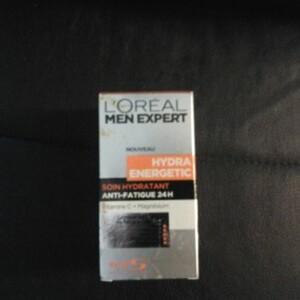 L'ORÉAL
MEN EXPERT
NOUVEAU
HYDRA
ENERGETIC
SOIN HYDRATANT
ANTI-FATIGUE 24H
Vitamine C + Magnésium